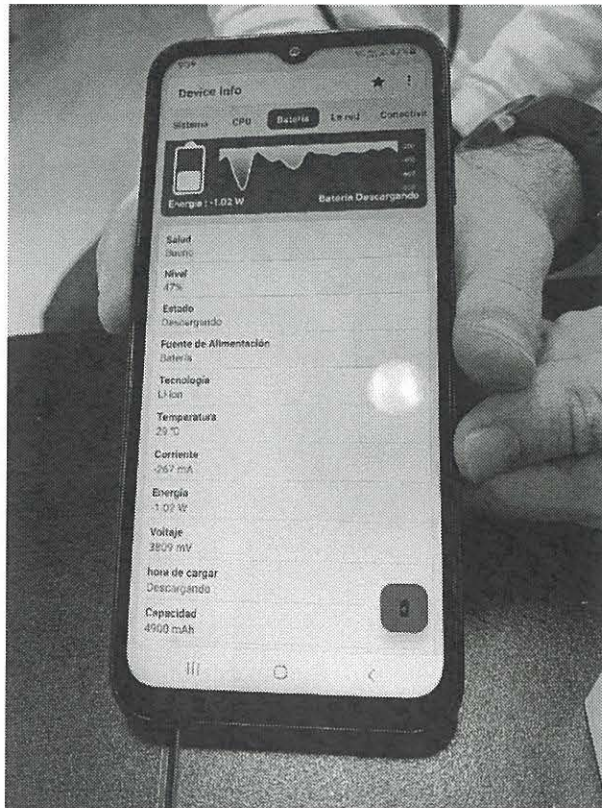 Device Info
Sistema CPU Batería La red Conectivi
Energía : -1.02 W Batería Descargando
Salud
Bueno
Nivel
47%
Estado
Descargando
Fuente de Alimentación
Batería
Tecnología
Li-ion
Temperatura
29 °C
Corriente
-267 mA
Energía
-1.02 W
Voltaje
3809 mV
hora de cargar
Descargando
Capacidad
4900 mAh